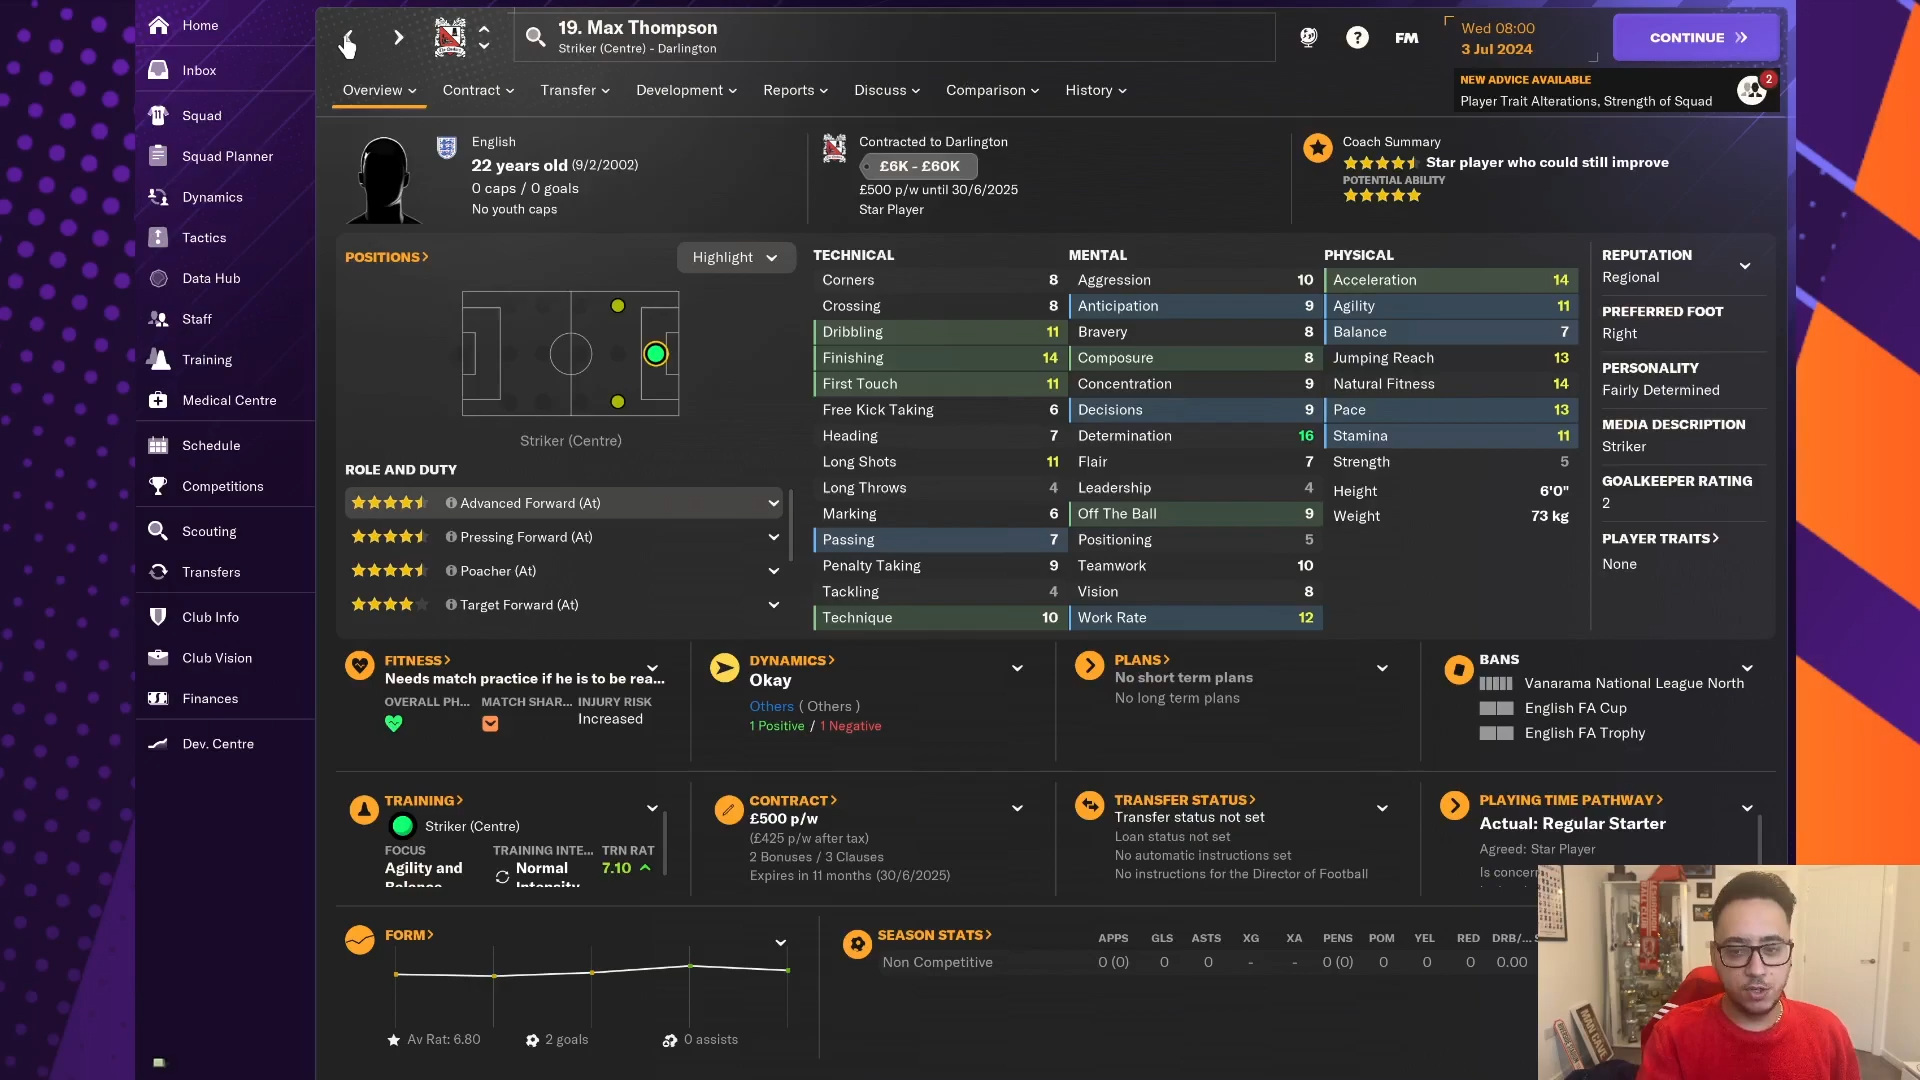 Home
Inbox
Squad
Squad Planner
Dynamics
Tactics
Data Hub
Staff
Training
Medical Centre
Schedule
Competitions
Scouting
Transfers
Club Info
Club Vision
Finances
Dev. Centre
19. Max Thompson
Striker (Centre) - Darlington
?
FM
Wed 08:00
3 Jul 2024
CONTINUE
Overview
Contract
Transfer
Development
Reports
Discuss
Comparison
History
NEW ADVICE AVAILABLE
Player Trait Alterations, Strength of Squad
2
English
22 years old (9/2/2002)
0 caps / 0 goals
No youth caps
Contracted to Darlington
£6K - £60K
£500 p/w until 30/6/2025
Star Player
Coach Summary
Star player who could still improve
POTENTIAL ABILITY
POSITIONS
Highlight
Striker (Centre)
ROLE AND DUTY
Advanced Forward (At)
Pressing Forward (At)
Poacher (At)
Target Forward (At)
TECHNICAL
Corners 8
Crossing 8
Dribbling 11
Finishing 14
First Touch 11
Free Kick Taking 6
Heading 7
Long Shots 11
Long Throws 4
Marking 6
Passing 7
Penalty Taking 9
Tackling 4
Technique 10
MENTAL
Aggression 10
Anticipation 9
Bravery 8
Composure 8
Concentration 9
Decisions 9
Determination 16
Flair 7
Leadership 4
Off The Ball 9
Positioning 5
Teamwork 10
Vision 8
Work Rate 12
PHYSICAL
Acceleration 14
Agility 11
Balance 7
Jumping Reach 13
Natural Fitness 14
Pace 13
Stamina 11
Strength 5
Height 6'0"
Weight 73 kg
REPUTATION
Regional
PREFERRED FOOT
Right
PERSONALITY
Fairly Determined
MEDIA DESCRIPTION
Striker
GOALKEEPER RATING
2
PLAYER TRAITS
None
FITNESS
Needs match practice if he is to be rea...
OVERALL PH... MATCH SHAR... INJURY RISK
Increased
DYNAMICS
Okay
Others ( Others )
1 Positive / 1 Negative
PLANS
No short term plans
No long term plans
BANS
Vanarama National League North
English FA Cup
English FA Trophy
TRAINING
Striker (Centre)
FOCUS TRAINING INTE... TRN RAT
Agility and Balance
Normal Intensity
7.10
CONTRACT
£500 p/w
(£425 p/w after tax)
2 Bonuses / 3 Clauses
Expires in 11 months (30/6/2025)
TRANSFER STATUS
Transfer status not set
Loan status not set
No automatic instructions set
No instructions for the Director of Football
PLAYING TIME PATHWAY
Actual: Regular Starter
Agreed: Star Player
Is concern
FORM
Av Rat: 6.80
2 goals
0 assists
SEASON STATS
APPS GLS ASTS XG XA PENS POM YEL RED DRB/...
Non Competitive 0 (0) 0 0 - - 0 (0) 0 0 0 0.00
MAN CAVE